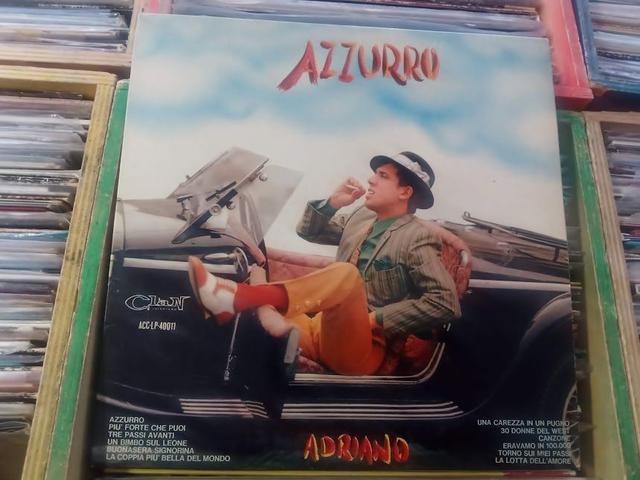 AZZURRO
CLAN
ACC-LP-40011
AZZURRO
PIU' FORTE CHE PUOI
TRE PASSI AVANTI
UN BIMBO SUL LEONE
BUONASERA SIGNORINA
LA COPPIA PIU' BELLA DEL MONDO
ADRIANO
UNA CAREZZA IN UN PUGNO
30 DONNE DEL WEST
CANZONE
ERAVAMO IN 100.000
TORNO SUI MIEI PASSI
LA LOTTA DELL'AMORE